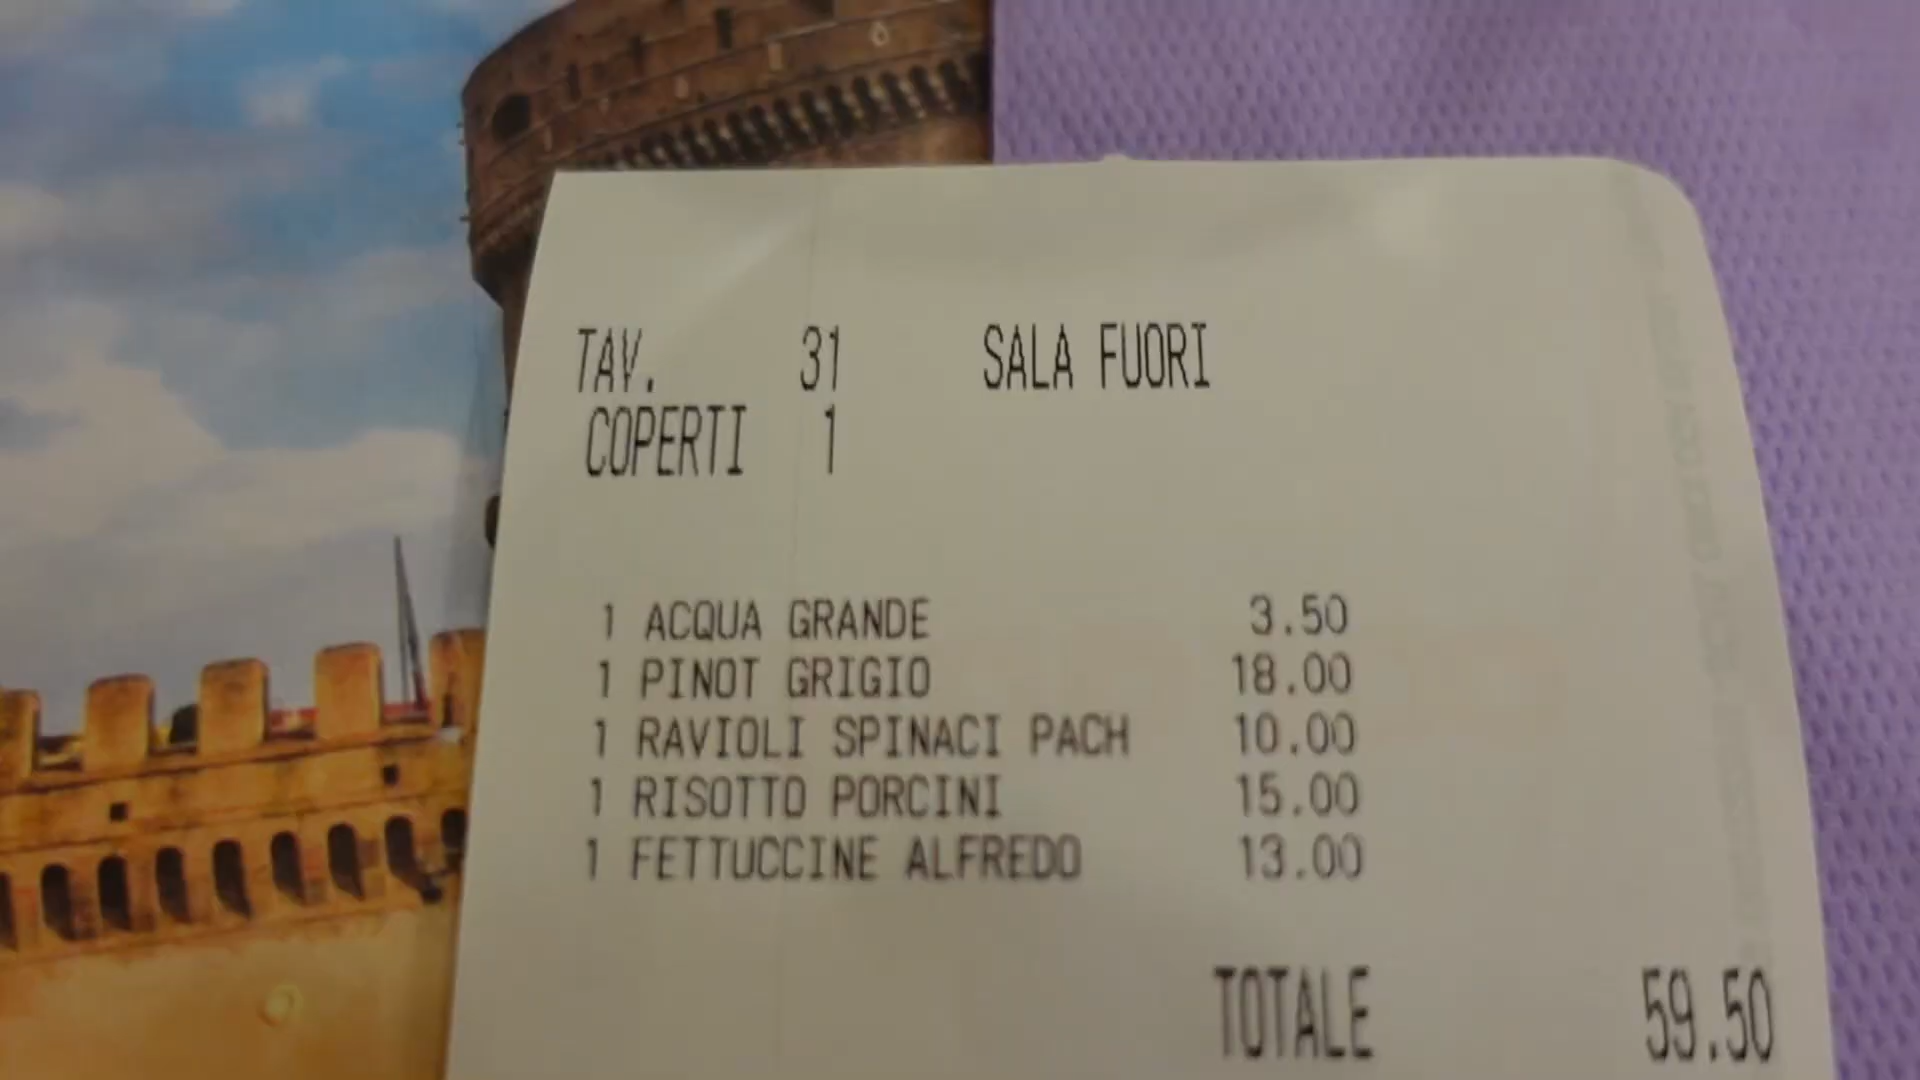 TAV. 31 SALA FUORI
COPERTI 1
1 ACQUA GRANDE 3.50
1 PINOT GRIGIO 18.00
1 RAVIOLI SPINACI PACH 10.00
1 RISOTTO PORCINI 15.00
1 FETTUCCINE ALFREDO 13.00
TOTALE 59.50